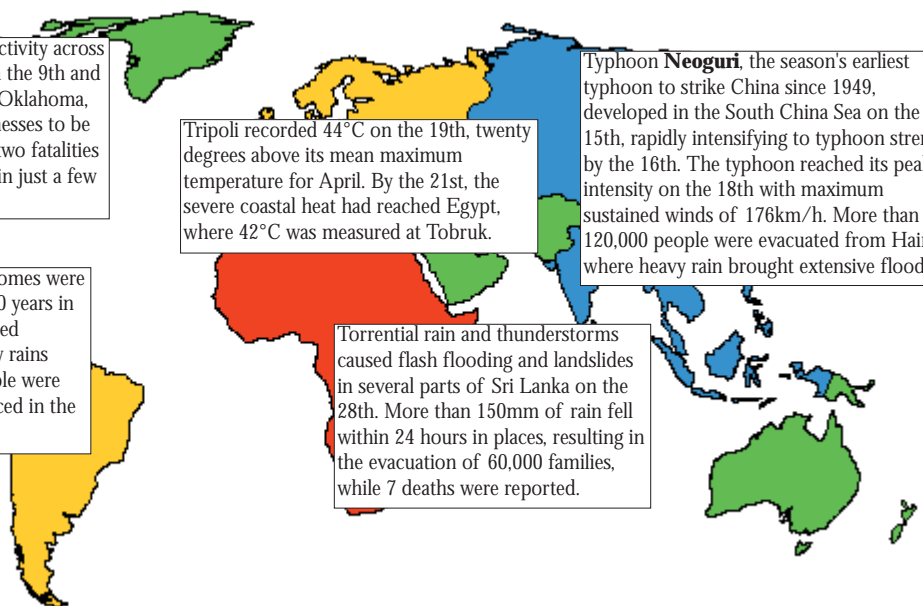 ctivity across
the 9th and
Oklahoma,
nesses to be
two fatalities
in just a few
omes were
0 years in
ed
y rains
ple were
ced in the
Tripoli recorded 44°C on the 19th, twenty
degrees above its mean maximum
temperature for April. By the 21st, the
severe coastal heat had reached Egypt,
where 42°C was measured at Tobruk.
Typhoon Neoguri, the season's earliest
typhoon to strike China since 1949,
developed in the South China Sea on the
15th, rapidly intensifying to typhoon stren
by the 16th. The typhoon reached its pea
intensity on the 18th with maximum
sustained winds of 176km/h. More than
120,000 people were evacuated from Hain
where heavy rain brought extensive flood
Torrential rain and thunderstorms
caused flash flooding and landslides
in several parts of Sri Lanka on the
28th. More than 150mm of rain fell
within 24 hours in places, resulting in
the evacuation of 60,000 families,
while 7 deaths were reported.